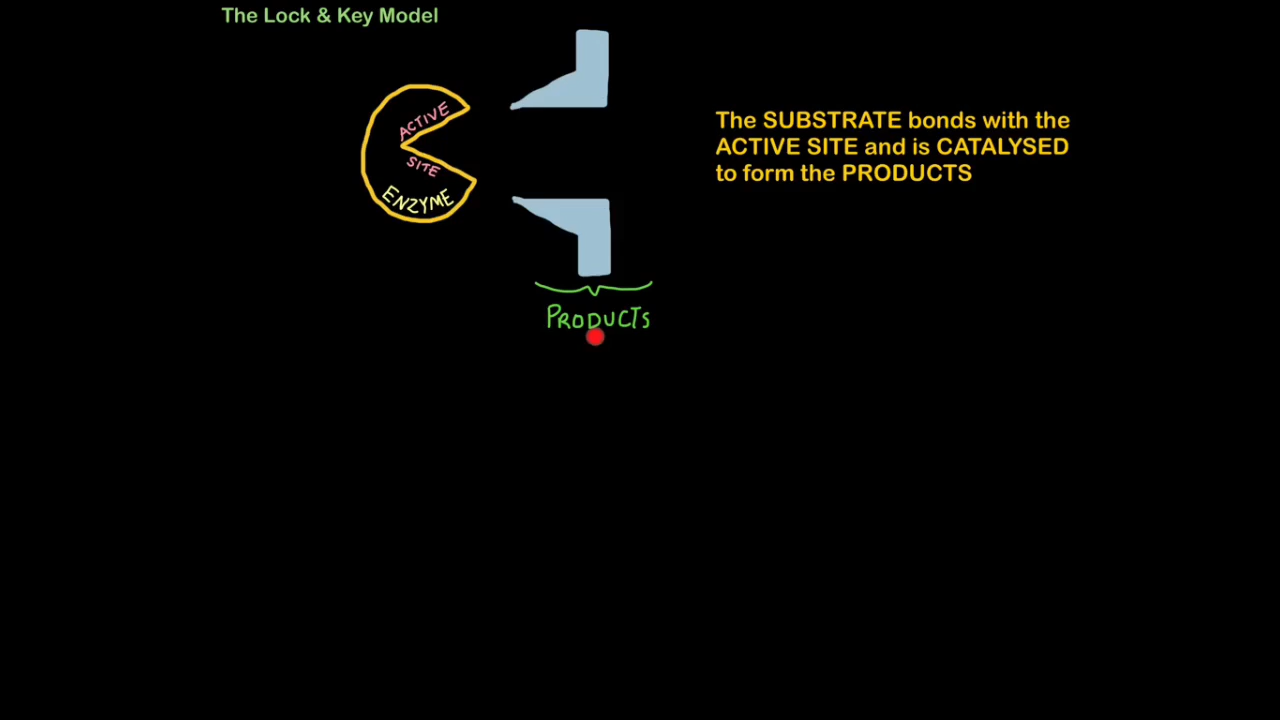 The Lock & Key Model
ACTIVE
SITE
ENZYME
The SUBSTRATE bonds with the
ACTIVE SITE and is CATALYSED
to form the PRODUCTS
PRODUCTS